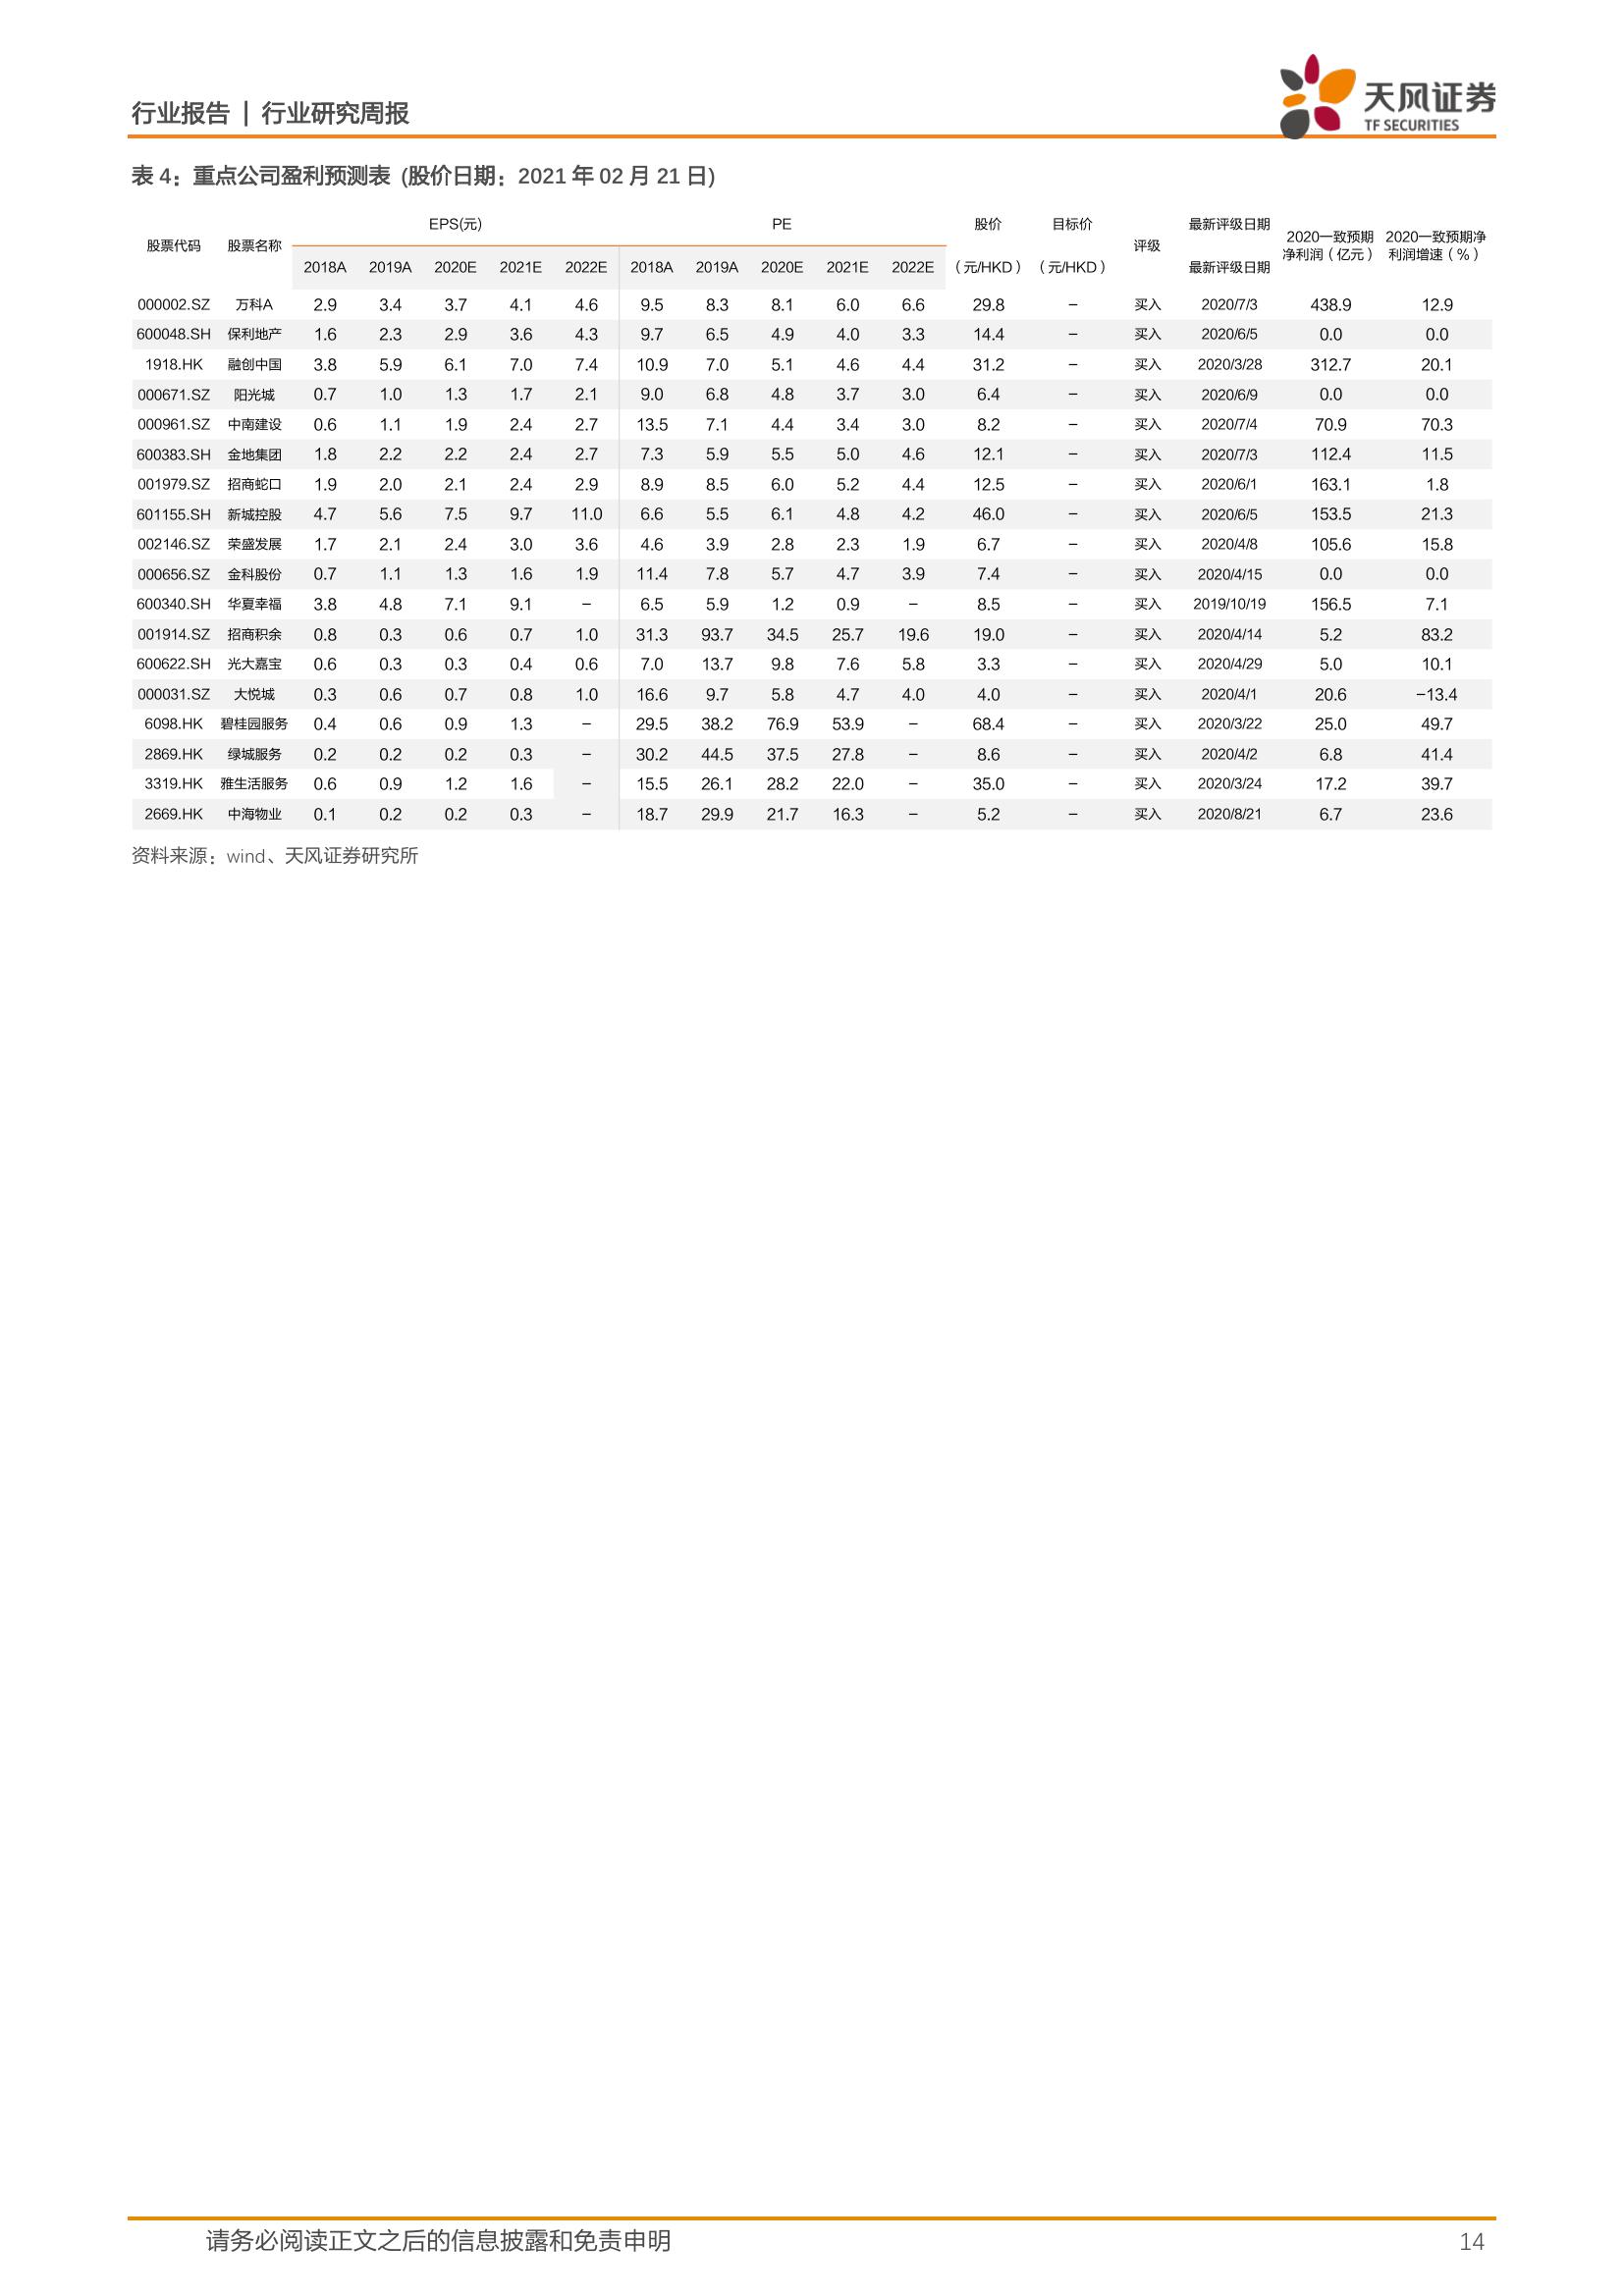 行业报告 | 行业研究周报
天风证券
TF SECURITIES
表 4：重点公司盈利预测表 (股价日期：2021 年 02 月 21 日)
股票代码 股票名称 EPS(元) PE 股价 目标价 评级 最新评级日期 2020一致预期净利润（亿元） 2020一致预期净利润增速（%）
2018A 2019A 2020E 2021E 2022E 2018A 2019A 2020E 2021E 2022E （元/HKD） （元/HKD） 最新评级日期
000002.SZ 万科A 2.9 3.4 3.7 4.1 4.6 9.5 8.3 8.1 6.0 6.6 29.8 – 买入 2020/7/3 438.9 12.9
600048.SH 保利地产 1.6 2.3 2.9 3.6 4.3 9.7 6.5 4.9 4.0 3.3 14.4 – 买入 2020/6/5 0.0 0.0
1918.HK 融创中国 3.8 5.9 6.1 7.0 7.4 10.9 7.0 5.1 4.6 4.4 31.2 – 买入 2020/3/28 312.7 20.1
000671.SZ 阳光城 0.7 1.0 1.3 1.7 2.1 9.0 6.8 4.8 3.7 3.0 6.4 – 买入 2020/6/9 0.0 0.0
000961.SZ 中南建设 0.6 1.1 1.9 2.4 2.7 13.5 7.1 4.4 3.4 3.0 8.2 – 买入 2020/7/4 70.9 70.3
600383.SH 金地集团 1.8 2.2 2.2 2.4 2.7 7.3 5.9 5.5 5.0 4.6 12.1 – 买入 2020/7/3 112.4 11.5
001979.SZ 招商蛇口 1.9 2.0 2.1 2.4 2.9 8.9 8.5 6.0 5.2 4.4 12.5 – 买入 2020/6/1 163.1 1.8
601155.SH 新城控股 4.7 5.6 7.5 9.7 11.0 6.6 5.5 6.1 4.8 4.2 46.0 – 买入 2020/6/5 153.5 21.3
002146.SZ 荣盛发展 1.7 2.1 2.4 3.0 3.6 4.6 3.9 2.8 2.3 1.9 6.7 – 买入 2020/4/8 105.6 15.8
000656.SZ 金科股份 0.7 1.1 1.3 1.6 1.9 11.4 7.8 5.7 4.7 3.9 7.4 – 买入 2020/4/15 0.0 0.0
600340.SH 华夏幸福 3.8 4.8 7.1 9.1 – 6.5 5.9 1.2 0.9 – 8.5 – 买入 2019/10/19 156.5 7.1
001914.SZ 招商积余 0.8 0.3 0.6 0.7 1.0 31.3 93.7 34.5 25.7 19.6 19.0 – 买入 2020/4/14 5.2 83.2
600622.SH 光大嘉宝 0.6 0.3 0.3 0.4 0.6 7.0 13.7 9.8 7.6 5.8 3.3 – 买入 2020/4/29 5.0 10.1
000031.SZ 大悦城 0.3 0.6 0.7 0.8 1.0 16.6 9.7 5.8 4.7 4.0 4.0 – 买入 2020/4/1 20.6 –13.4
6098.HK 碧桂园服务 0.4 0.6 0.9 1.3 – 29.5 38.2 76.9 53.9 – 68.4 – 买入 2020/3/22 25.0 49.7
2869.HK 绿城服务 0.2 0.2 0.2 0.3 – 30.2 44.5 37.5 27.8 – 8.6 – 买入 2020/4/2 6.8 41.4
3319.HK 雅生活服务 0.6 0.9 1.2 1.6 – 15.5 26.1 28.2 22.0 – 35.0 – 买入 2020/3/24 17.2 39.7
2669.HK 中海物业 0.1 0.2 0.2 0.3 – 18.7 29.9 21.7 16.3 – 5.2 – 买入 2020/8/21 6.7 23.6
资料来源：wind、天风证券研究所
请务必阅读正文之后的信息披露和免责申明 14